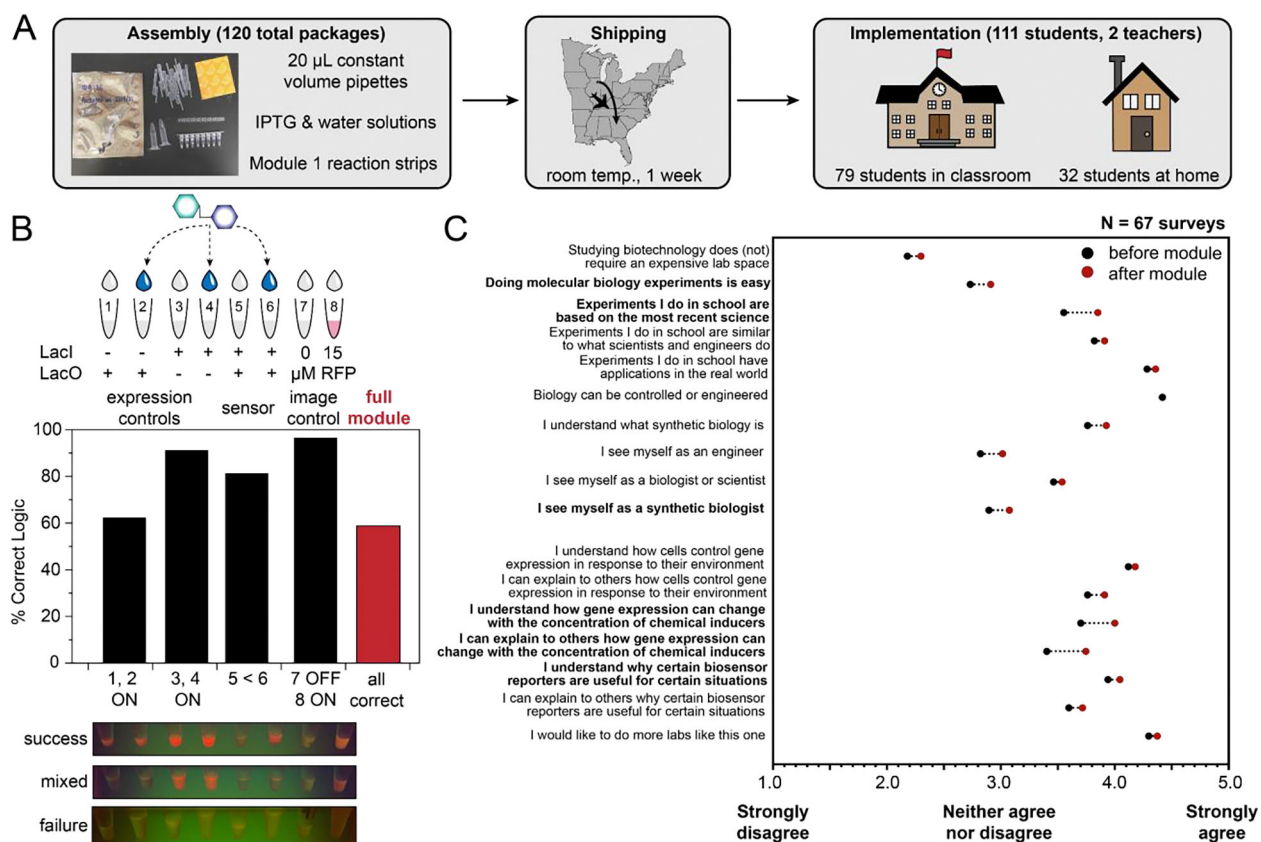 A
Assembly (120 total packages)
20 µL constant
volume pipettes
IPTG & water solutions
Module 1 reaction strips
Shipping
room temp., 1 week
Implementation (111 students, 2 teachers)
79 students in classroom
32 students at home
B
1 2 3 4 5 6 7 8
LacI - - + + + + 0 15
LacO + + - - + + µM RFP
expression
controls
sensor
image
control
full
module
% Correct Logic
100
80
60
40
20
0
1, 2
ON
3, 4
ON
5 < 6
7 OFF
8 ON
all
correct
success
mixed
failure
C
N = 67 surveys
before module
after module
Studying biotechnology does (not)
require an expensive lab space
Doing molecular biology experiments is easy
Experiments I do in school are
based on the most recent science
Experiments I do in school are similar
to what scientists and engineers do
Experiments I do in school have
applications in the real world
Biology can be controlled or engineered
I understand what synthetic biology is
I see myself as an engineer
I see myself as a biologist or scientist
I see myself as a synthetic biologist
I understand how cells control gene
expression in response to their environment
I can explain to others how cells control gene
expression in response to their environment
I understand how gene expression can change
with the concentration of chemical inducers
I can explain to others how gene expression can
change with the concentration of chemical inducers
I understand why certain biosensor
reporters are useful for certain situations
I can explain to others why certain biosensor
reporters are useful for certain situations
I would like to do more labs like this one
1.0 2.0 3.0 4.0 5.0
Strongly
disagree
Neither agree
nor disagree
Strongly
agree